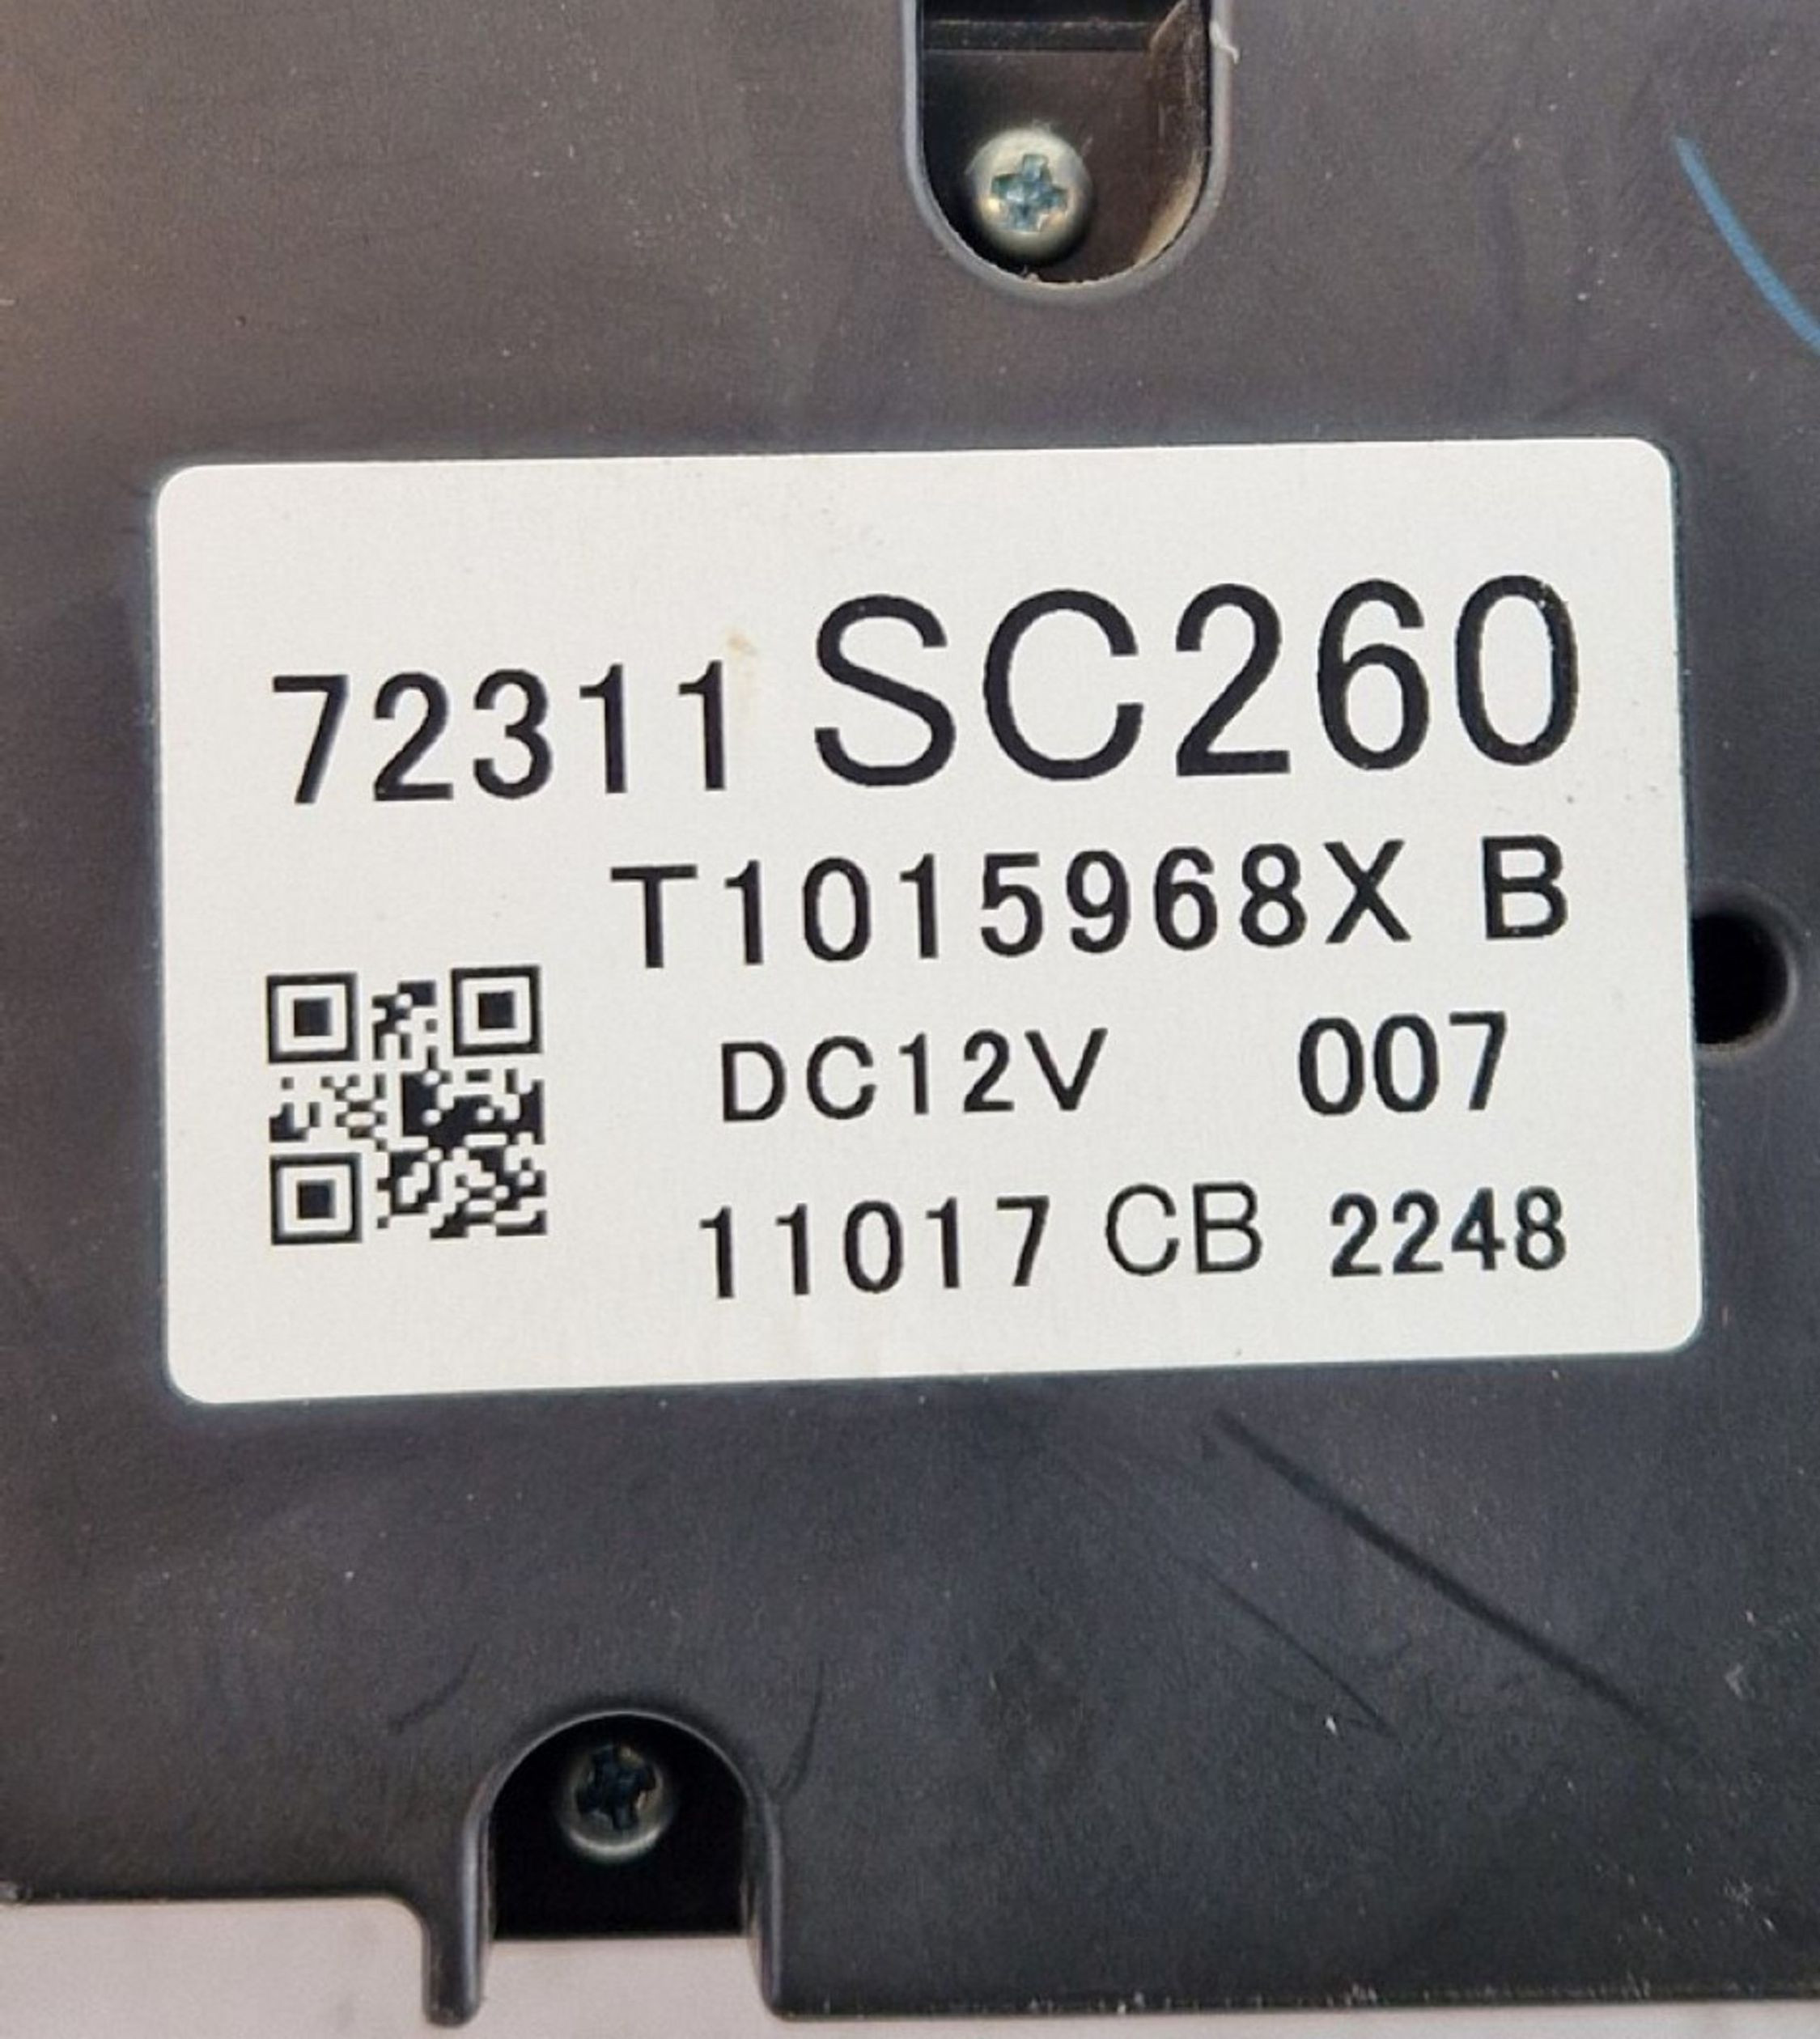 72311 SC260
T1015968X B
DC12V 007
11017 CB 2248